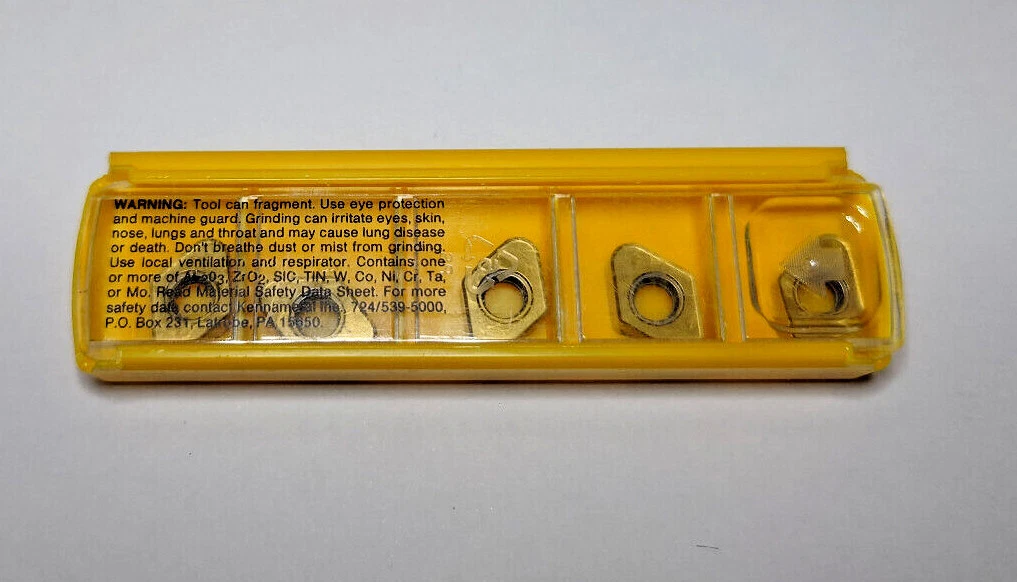 WARNING: Tool can fragment. Use eye protection
and machine guard. Grinding can irritate eyes, skin,
nose, lungs and throat and may cause lung disease
or death. Don't breathe dust or mist from grinding.
Use local ventilation and respirator. Contains one
or more of Al₂O₃, ZrO₂, SIC, TIN, W, Co, Ni, Cr, Ta,
or Mo. Read Material Safety Data Sheet. For more
safety data contact Kennametal Inc., 724/539-5000,
P.O. Box 231, Latrobe, PA 15650.